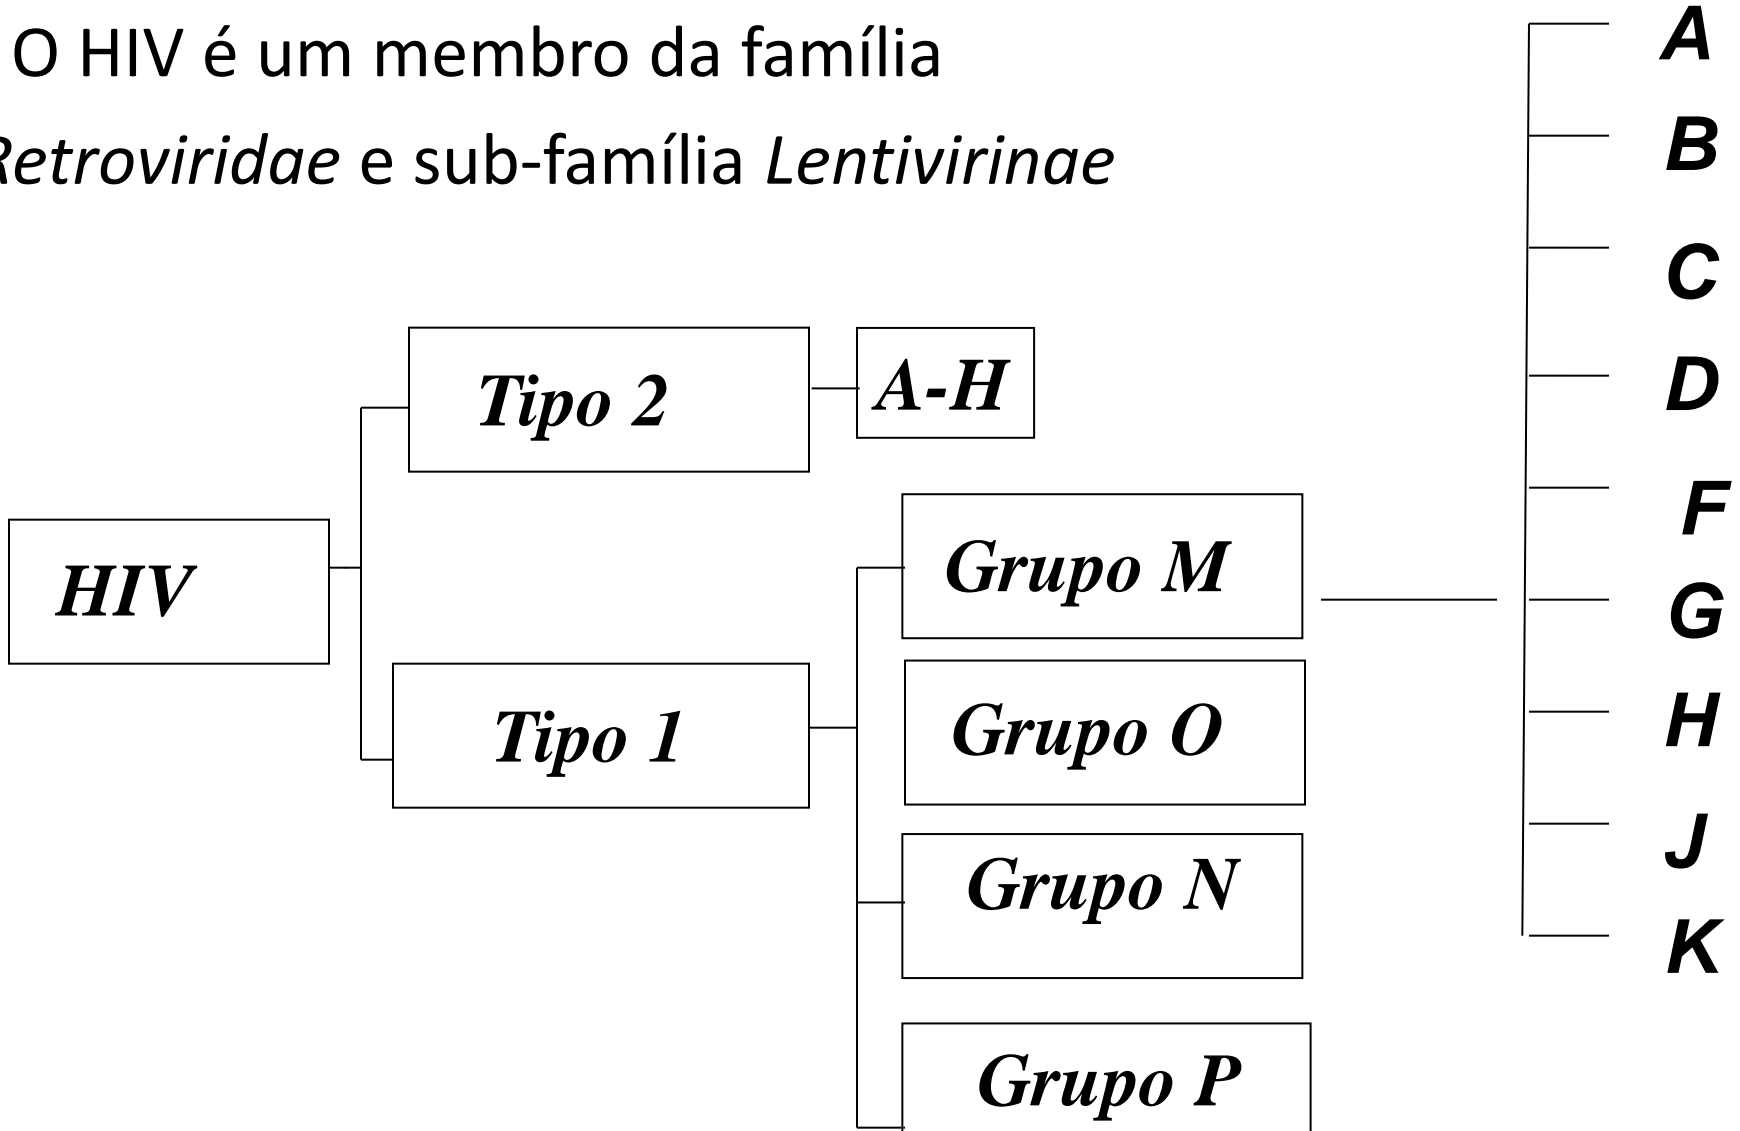 O HIV é um membro da família
Retroviridae e sub-família Lentivirinae
HIV
Tipo 2
A-H
Tipo 1
Grupo M
Grupo O
Grupo N
Grupo P
A
B
C
D
F
G
H
J
K